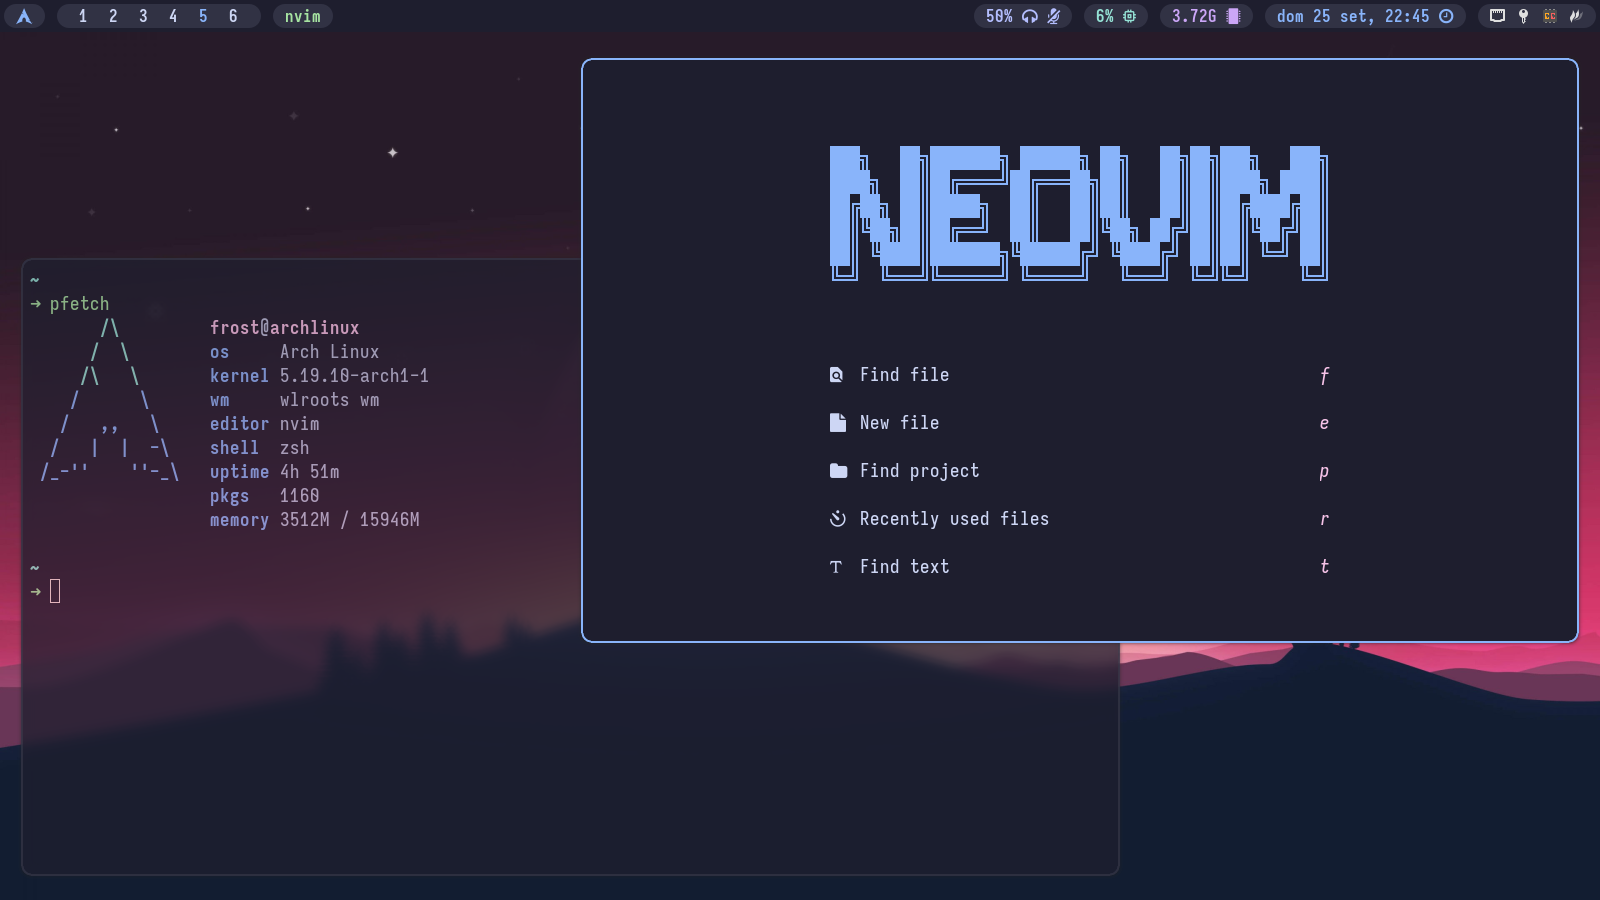 1 2 3 4 5 6 nvim 50% 6% 3.72G dom 25 set, 22:45
~
→ pfetch
frost@archlinux
os Arch Linux
kernel 5.19.10-arch1-1
wm wlroots wm
editor nvim
shell zsh
uptime 4h 51m
pkgs 1160
memory 3512M / 15946M
~
→
NEOVIM
Find file f
New file e
Find project p
Recently used files r
Find text t